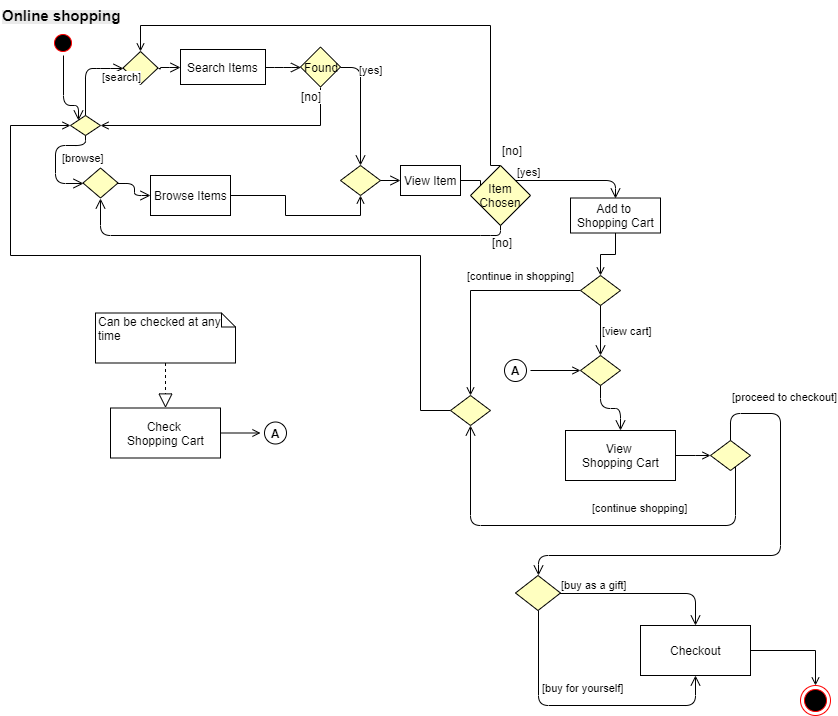 Online shopping
[search]
Search Items
Found
[yes]
[no]
[browse]
Browse Items
View Item
[no]
Item
Chosen
[yes]
[no]
Add to
Shopping Cart
[continue in shopping]
[view cart]
A
Can be checked at any
time
Check
Shopping Cart
A
View
Shopping Cart
[proceed to checkout]
[continue shopping]
[buy as a gift]
Checkout
[buy for yourself]